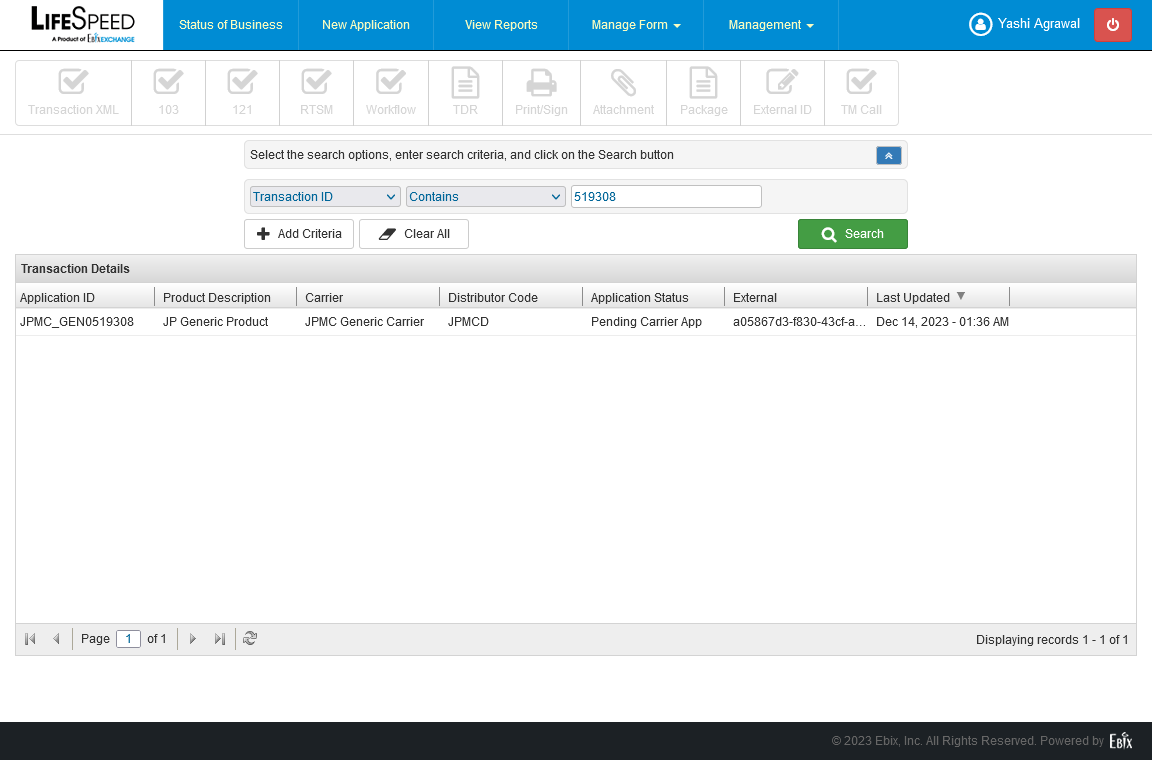 LIFESPEED
A Product of EbixEXCHANGE
Status of Business
New Application
View Reports
Manage Form
Management
Yashi Agrawal
Transaction XML
103
121
RTSM
Workflow
TDR
Print/Sign
Attachment
Package
External ID
TM Call
Select the search options, enter search criteria, and click on the Search button
Transaction ID
Contains
519308
Add Criteria
Clear All
Search
Transaction Details
Application ID Product Description Carrier Distributor Code Application Status External Last Updated
JPMC_GEN0519308 JP Generic Product JPMC Generic Carrier JPMCD Pending Carrier App a05867d3-f830-43cf-a... Dec 14, 2023 - 01:36 AM
Page 1 of 1
Displaying records 1 - 1 of 1
© 2023 Ebix, Inc. All Rights Reserved. Powered by EBIX